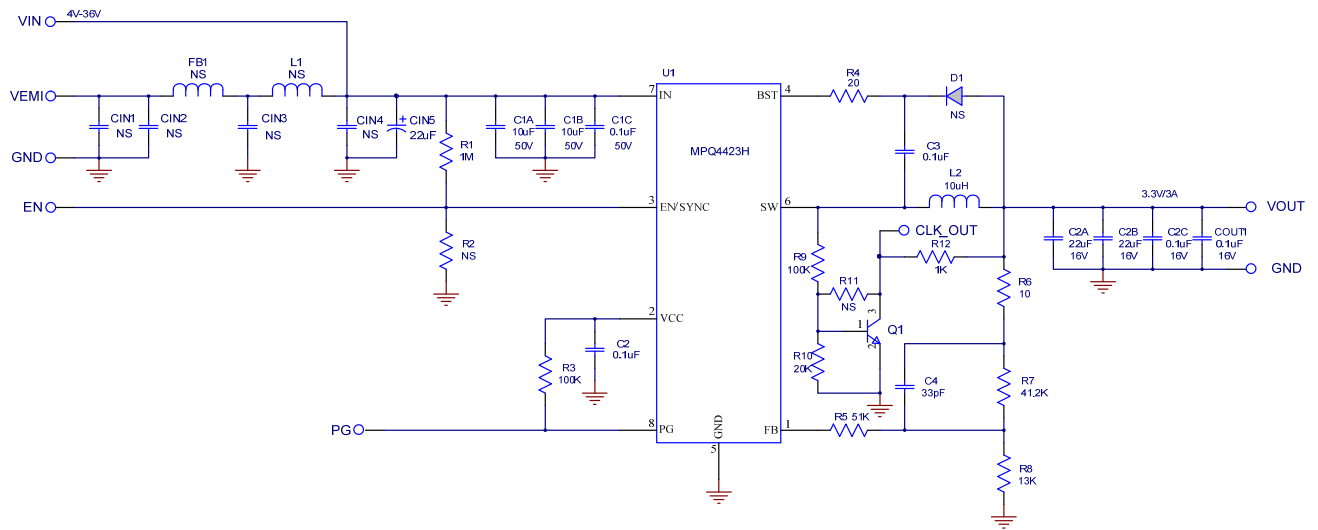 VIN
4V-36V
FB1
NS
L1
NS
VEMI
CIN1
NS
CIN2
NS
CIN3
NS
CIN4
NS
CIN5
22uF
+
GND
R1
1M
C1A
10uF
50V
C1B
10uF
50V
C1C
0.1uF
50V
EN
R2
NS
U1
MPQ4423H
7
IN
3
EN/SYNC
2
VCC
8
PG
GND
5
BST
4
SW
6
FB
1
R4
20
D1
NS
C3
0.1uF
L2
10uH
CLK_OUT
R9
100K
R11
NS
R12
1K
R10
20K
1
3
2
Q1
R6
10
C4
33pF
R7
41.2K
R5 51K
R8
13K
3.3V/3A
VOUT
C2A
22uF
16V
C2B
22uF
16V
C2C
0.1uF
16V
COUT1
0.1uF
16V
GND
C2
0.1uF
R3
100K
PG